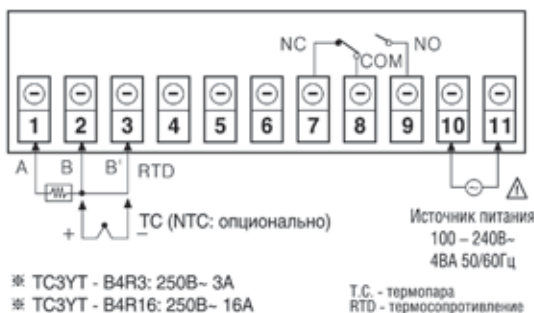 NC COM NO
1 2 3 4 5 6 7 8 9 10 11
A B B' RTD
+ − TC (NTC: опционально)
Источник питания
100 – 240В~
4ВА 50/60Гц
※ TC3YT - B4R3: 250В~ 3А
※ TC3YT - B4R16: 250В~ 16А
T.C. - термопара
RTD - термосопротивление